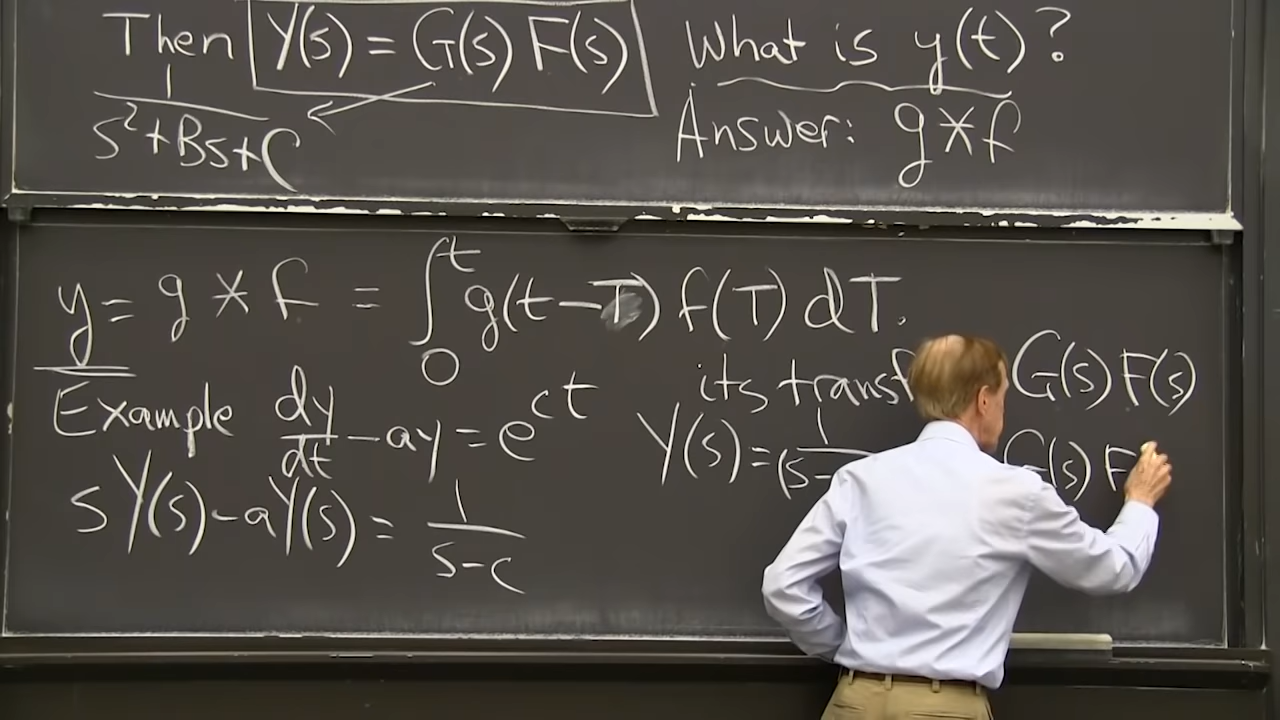 Then Y(s) = G(s) F(s)
1
s²+Bs+C
What is y(t)?
Answer: g*f
y = g * f = ∫₀ᵗ g(t-T) f(T) dT.
its transf G(s) F(s)
Example dy/dt - ay = e^ct
Y(s) = 1/(s- G(s) F
sY(s) - aY(s) = 1/(s-c)